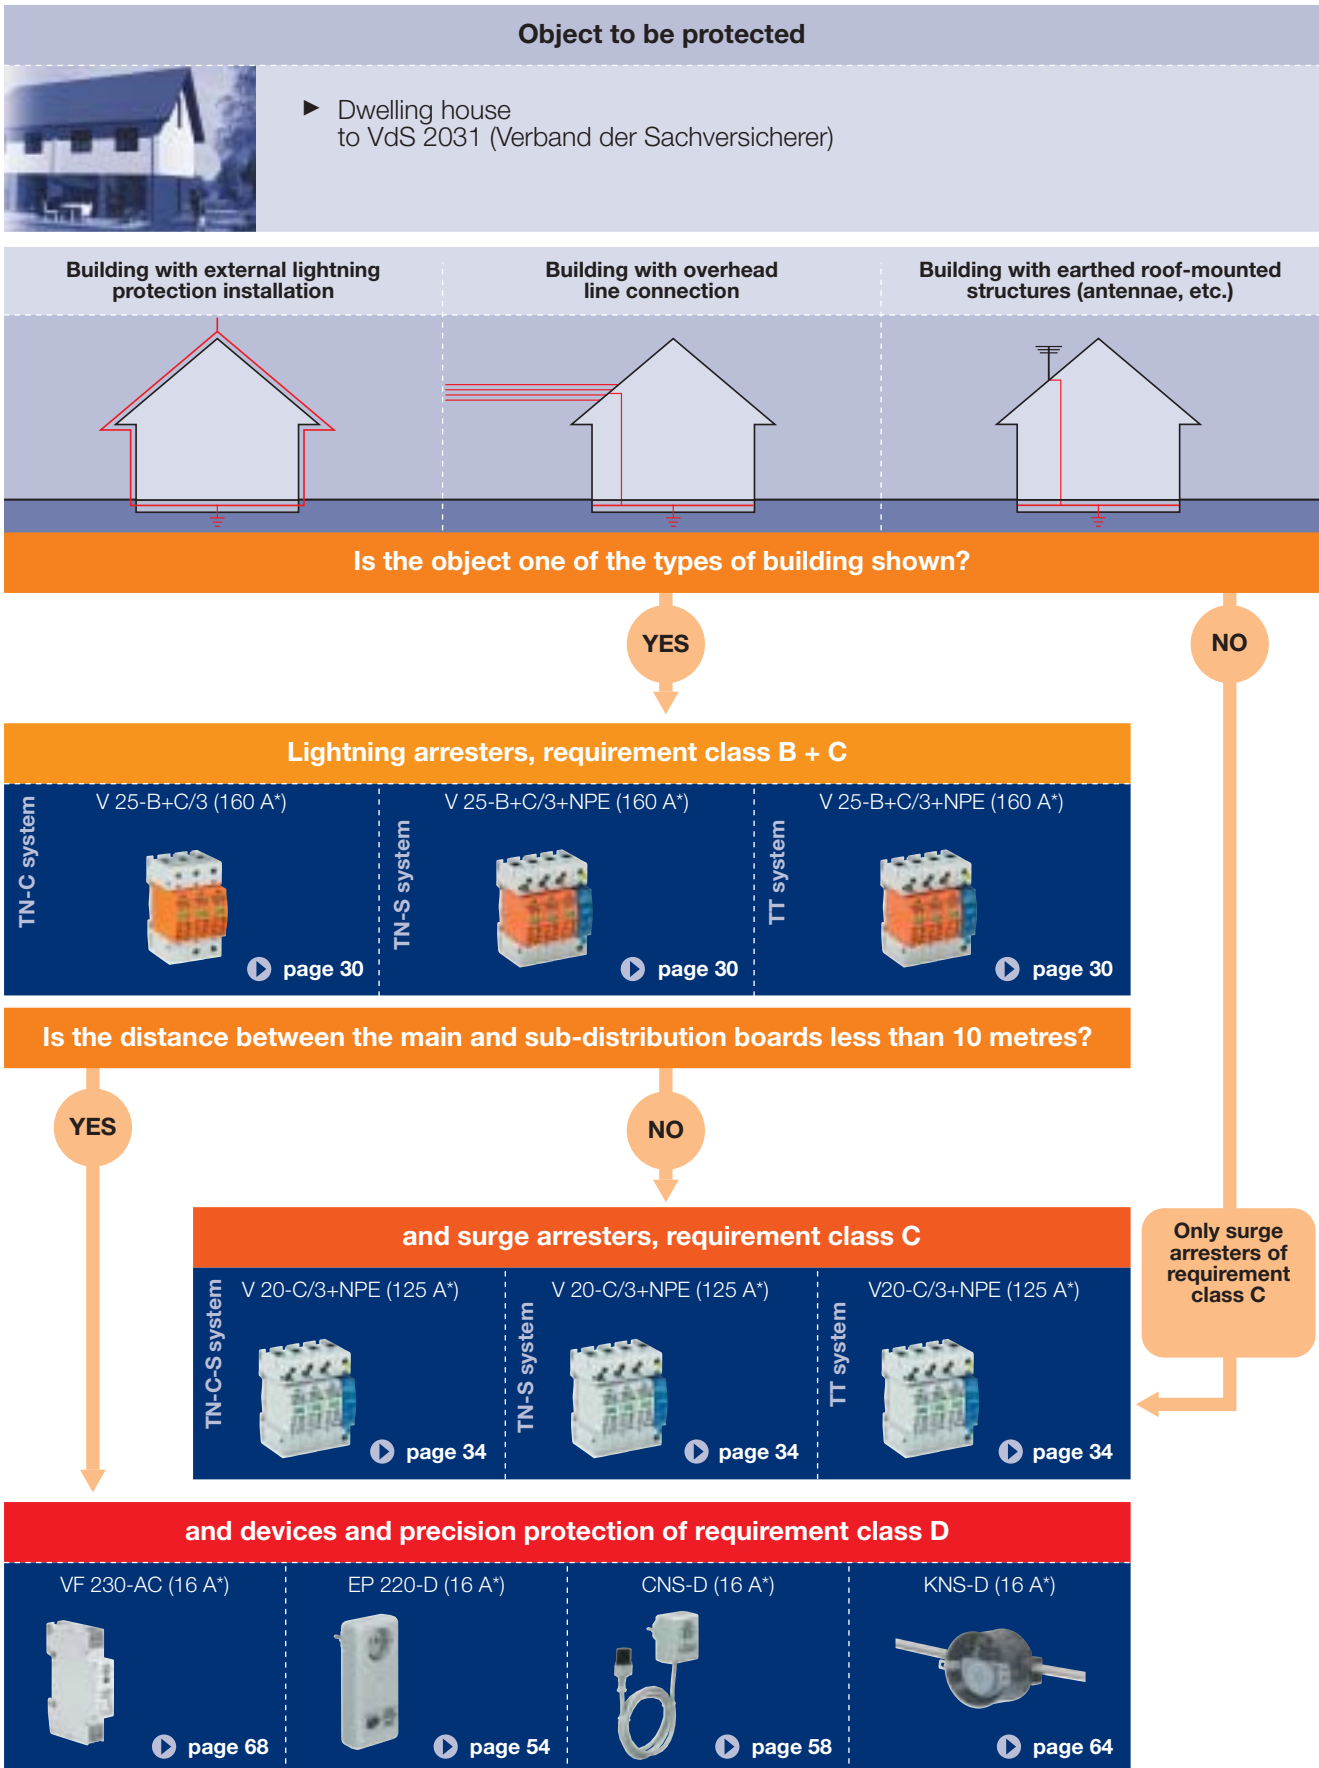 Object to be protected
► Dwelling house
to VdS 2031 (Verband der Sachversicherer)
Building with external lightning
protection installation
Building with overhead
line connection
Building with earthed roof-mounted
structures (antennae, etc.)
Is the object one of the types of building shown?
YES
NO
Lightning arresters, requirement class B + C
TN-C system
V 25-B+C/3 (160 A*)
page 30
TN-S system
V 25-B+C/3+NPE (160 A*)
page 30
TT system
V 25-B+C/3+NPE (160 A*)
page 30
Is the distance between the main and sub-distribution boards less than 10 metres?
YES
NO
and surge arresters, requirement class C
Only surge
arresters of
requirement
class C
TN-C-S system
V 20-C/3+NPE (125 A*)
page 34
TN-S system
V 20-C/3+NPE (125 A*)
page 34
TT system
V20-C/3+NPE (125 A*)
page 34
and devices and precision protection of requirement class D
VF 230-AC (16 A*)
page 68
EP 220-D (16 A*)
page 54
CNS-D (16 A*)
page 58
KNS-D (16 A*)
page 64